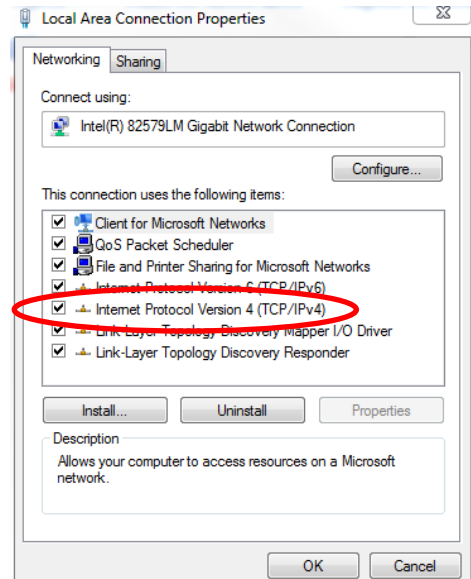 Local Area Connection Properties
Networking
Sharing
Connect using:
Intel(R) 82579LM Gigabit Network Connection
Configure...
This connection uses the following items:
Client for Microsoft Networks
QoS Packet Scheduler
File and Printer Sharing for Microsoft Networks
Internet Protocol Version 6 (TCP/IPv6)
Internet Protocol Version 4 (TCP/IPv4)
Link-Layer Topology Discovery Mapper I/O Driver
Link-Layer Topology Discovery Responder
Install...
Uninstall
Properties
Description
Allows your computer to access resources on a Microsoft
network.
OK
Cancel